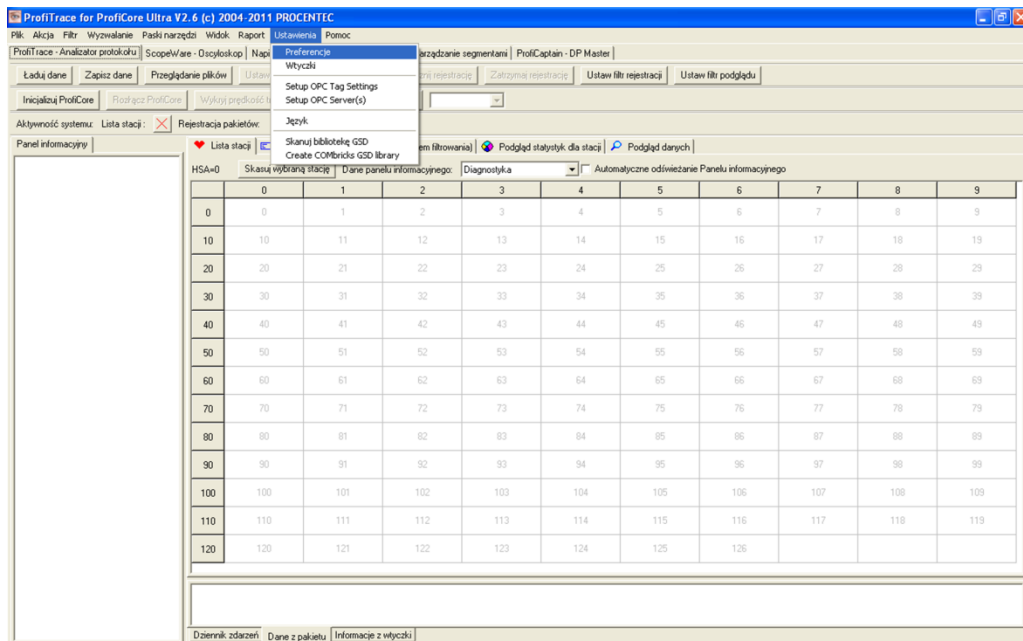 ProfiTrace for ProfiCore Ultra V2.6 (c) 2004-2011 PROCENTEC
Plik Akcja Filtr Wyzwalanie Paski narzędzi Widok Raport Ustawienia Pomoc
ProfiTrace - Analizator protokołu ScopeWare - Oscyloskop Napi arządzanie segmentami ProfiCaptain - DP Master
Preferencje
Wtyczki
Setup OPC Tag Settings
Setup OPC Server(s)
Język
Skanuj bibliotekę GSD
Create COMbricks GSD library
Ładuj dane Zapisz dane Przeglądanie plików Ustaw nij rejestrację Zatrzymaj rejestrację Ustaw filtr rejestracji Ustaw filtr podglądu
Inicjalizuj ProfiCore Rozłącz ProfiCore Wykryj prędkość t
Aktywność systemu: Lista stacji: Rejestracja pakietów:
Panel informacyjny Lista stacji em filtrowania) Podgląd statystyk dla stacji Podgląd danych
HSA=0 Skasuj wybraną stację Dane panelu informacyjnego: Diagnostyka Automatyczne odświeżanie Panelu informacyjnego
0 1 2 3 4 5 6 7 8 9
0 0 1 2 3 4 5 6 7 8 9
10 10 11 12 13 14 15 16 17 18 19
20 20 21 22 23 24 25 26 27 28 29
30 30 31 32 33 34 35 36 37 38 39
40 40 41 42 43 44 45 46 47 48 49
50 50 51 52 53 54 55 56 57 58 59
60 60 61 62 63 64 65 66 67 68 69
70 70 71 72 73 74 75 76 77 78 79
80 80 81 82 83 84 85 86 87 88 89
90 90 91 92 93 94 95 96 97 98 99
100 100 101 102 103 104 105 106 107 108 109
110 110 111 112 113 114 115 116 117 118 119
120 120 121 122 123 124 125 126
Dziennik zdarzeń Dane z pakietu Informacje z wtyczki